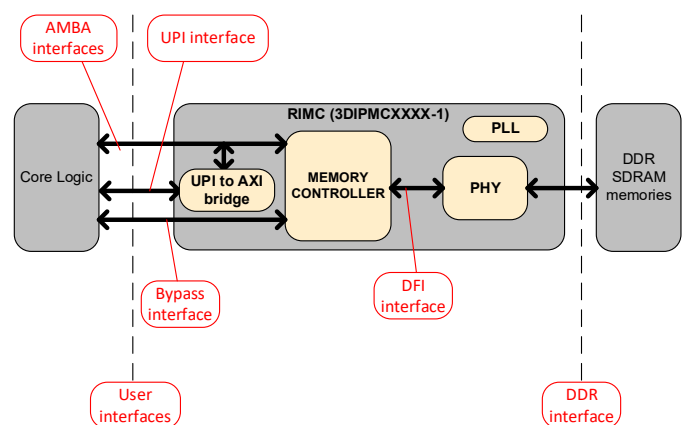 AMBA
interfaces
UPI interface
RIMC (3DIPMCXXXX-1)
PLL
Core Logic
UPI to AXI
bridge
MEMORY
CONTROLLER
PHY
DDR
SDRAM
memories
Bypass
interface
DFI
interface
User
interfaces
DDR
interface